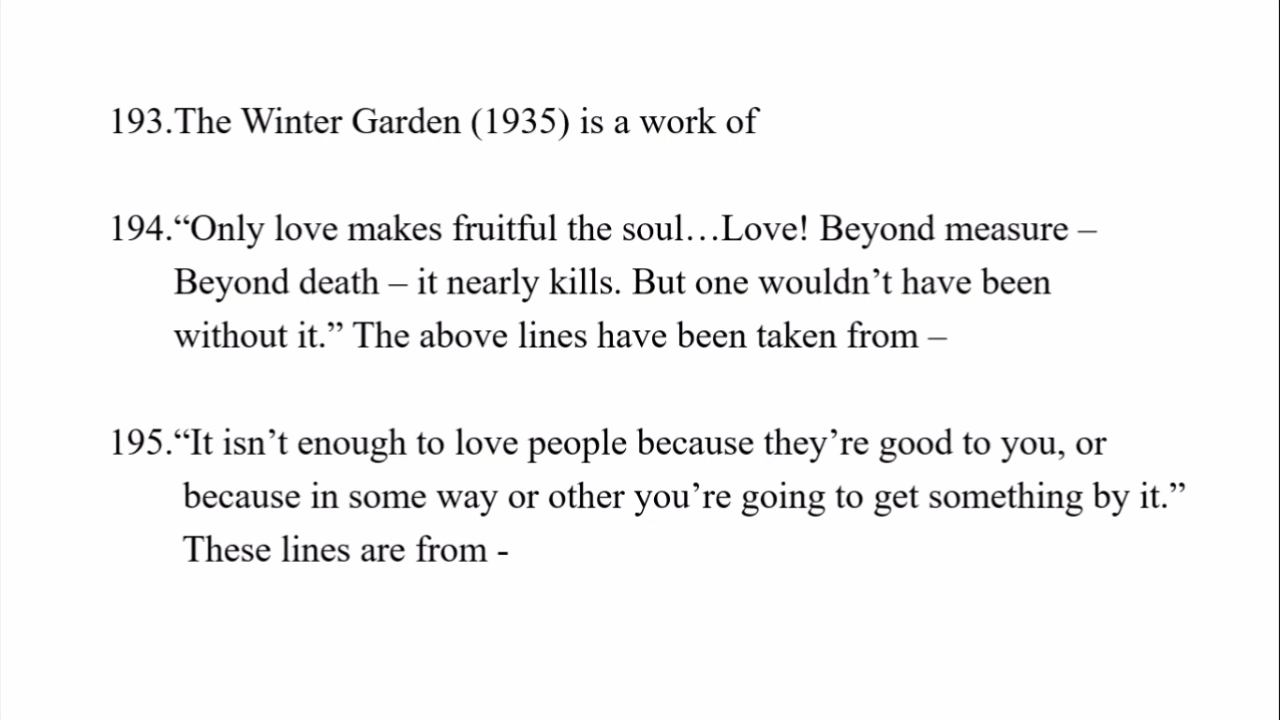 193.The Winter Garden (1935) is a work of
194.“Only love makes fruitful the soul…Love! Beyond measure –
Beyond death – it nearly kills. But one wouldn’t have been
without it.” The above lines have been taken from –
195.“It isn’t enough to love people because they’re good to you, or
because in some way or other you’re going to get something by it.”
These lines are from -